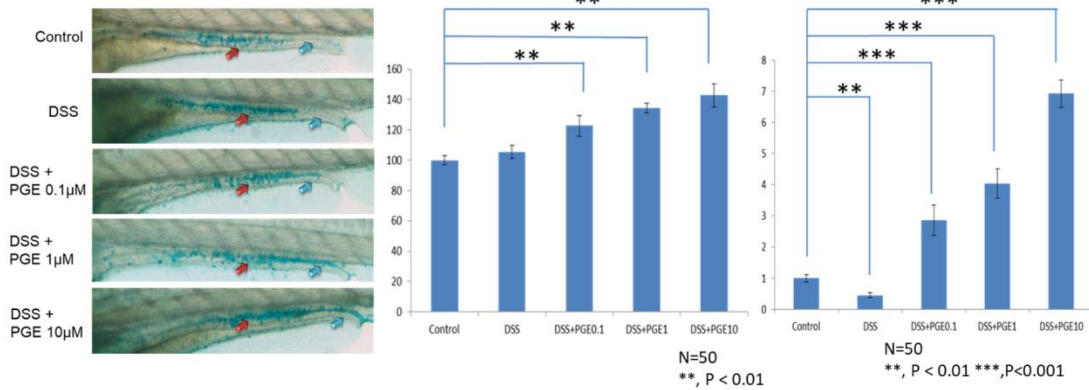 Control
DSS
DSS +
PGE 0.1µM
DSS +
PGE 1µM
DSS +
PGE 10µM
**
**
**
160
140
120
100
80
60
40
20
0
Control
DSS
DSS+PGE0.1
DSS+PGE1
DSS+PGE10
N=50
**, P < 0.01
***
***
***
**
8
7
6
5
4
3
2
1
0
Control
DSS
DSS+PGE0.1
DSS+PGE1
DSS+PGE10
N=50
**, P < 0.01 ***,P<0.001